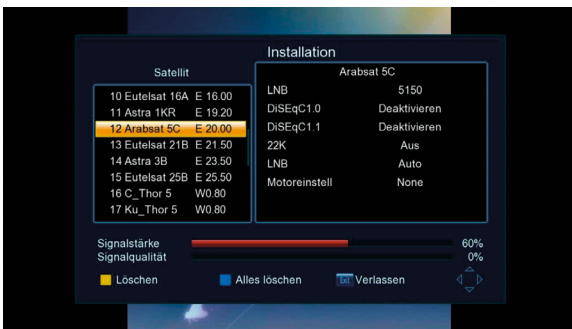 Installation
Satellit
10 Eutelsat 16A E 16.00
11 Astra 1KR E 19.20
12 Arabsat 5C E 20.00
13 Eutelsat 21B E 21.50
14 Astra 3B E 23.50
15 Eutelsat 25B E 25.50
16 C_Thor 5 W0.80
17 Ku_Thor 5 W0.80
Arabsat 5C
LNB 5150
DiSEqC1.0 Deaktivieren
DiSEqC1.1 Deaktivieren
22K Aus
LNB Auto
Motoreinstell None
Signalstärke 60%
Signalqualität 0%
Löschen Alles löschen Exit Verlassen